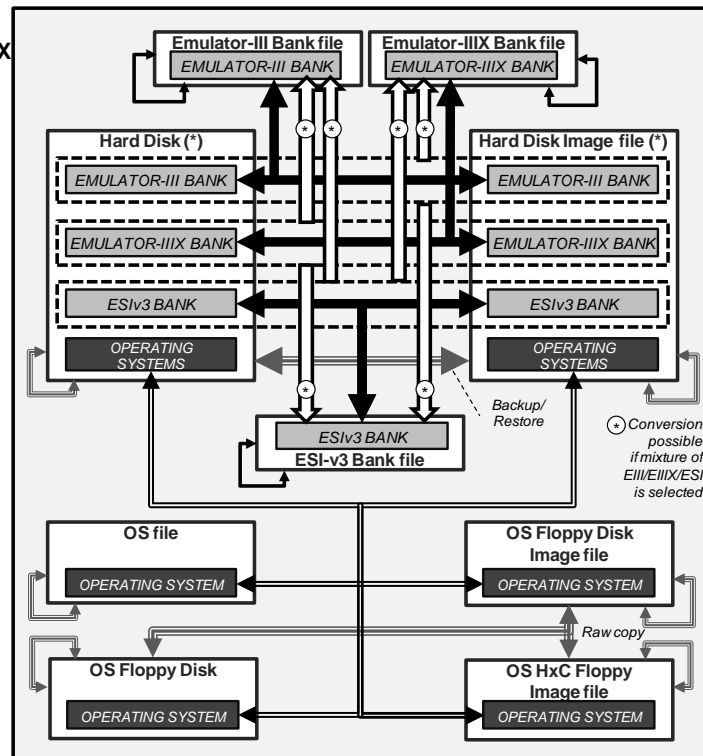 X
Emulator-III Bank file
EMULATOR-III BANK
Emulator-IIIX Bank file
EMULATOR-IIIX BANK
*
*
*
*
Hard Disk (*)
EMULATOR-III BANK
EMULATOR-IIIX BANK
ESIv3 BANK
OPERATING
SYSTEMS
Hard Disk Image file (*)
EMULATOR-III BANK
EMULATOR-IIIX BANK
ESIv3 BANK
OPERATING
SYSTEMS
*
*
Backup/
Restore
ESIv3 BANK
ESI-v3 Bank file
* Conversion
possible
if mixture of
EIII/EIIIX/ESI
is selected
OS file
OPERATING SYSTEM
OS Floppy Disk
Image file
OPERATING SYSTEM
Raw copy
OS Floppy Disk
OPERATING SYSTEM
OS HxC Floppy
Image file
OPERATING SYSTEM